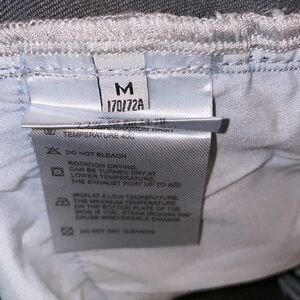 M
170/72A
TEMPERATURE 40C
DO NOT BLEACH
ROTATION DRYING.
CAN BE TURNED DRY AT
LOWER TEMPERATURE.
THE EXHAUST PORT UP TO 60C
IRON AT A LOW TEMPERATURE.
THE MAXIMUM TEMPERATURE ON
THE BOTTOM PLATE OF THE
IRON IS 110C. STEAM IRONING MAY
CAUSE IRREVERSIBLE DAMAGE
DO NOT DRY CLEANING